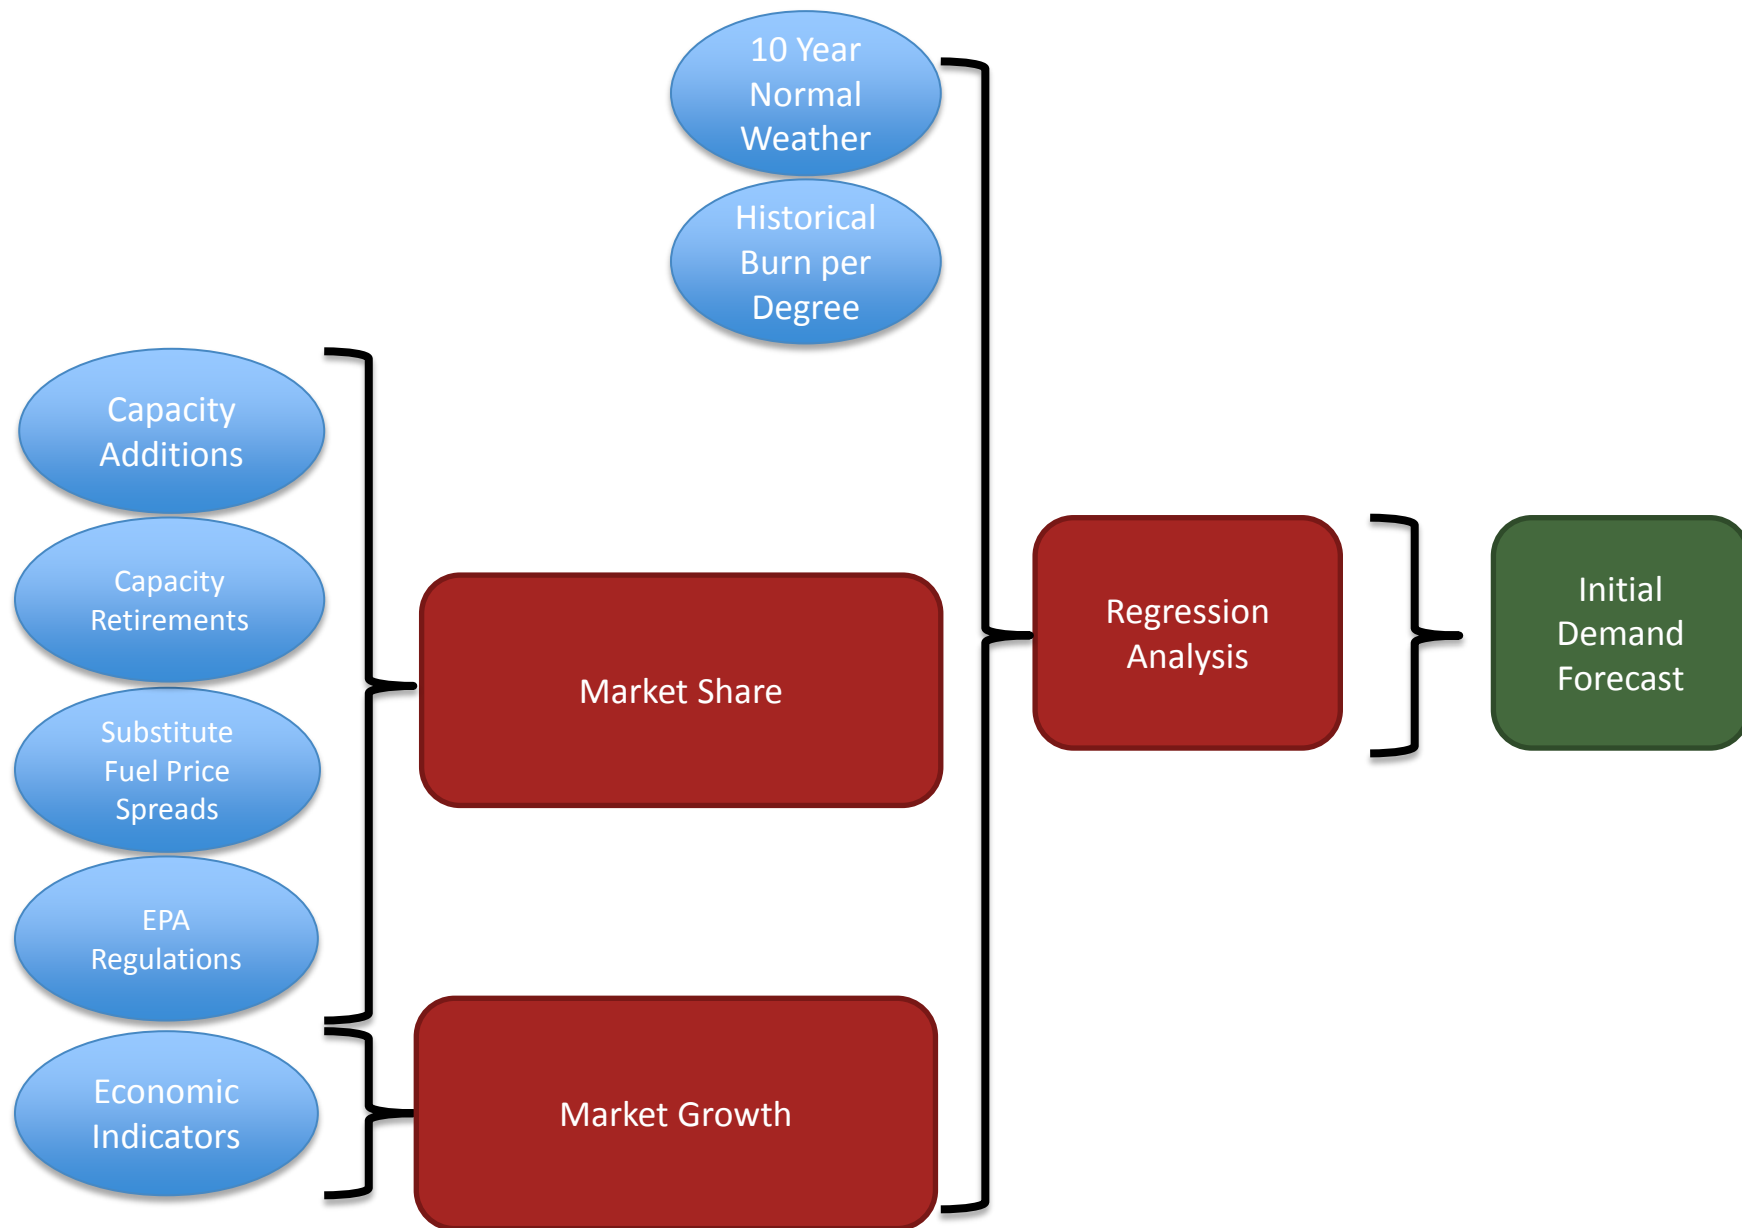 10 Year
Normal
Weather
Historical
Burn per
Degree
Capacity
Additions
Capacity
Retirements
Substitute
Fuel Price
Spreads
EPA
Regulations
Economic
Indicators
Market Share
Market Growth
Regression
Analysis
Initial
Demand
Forecast